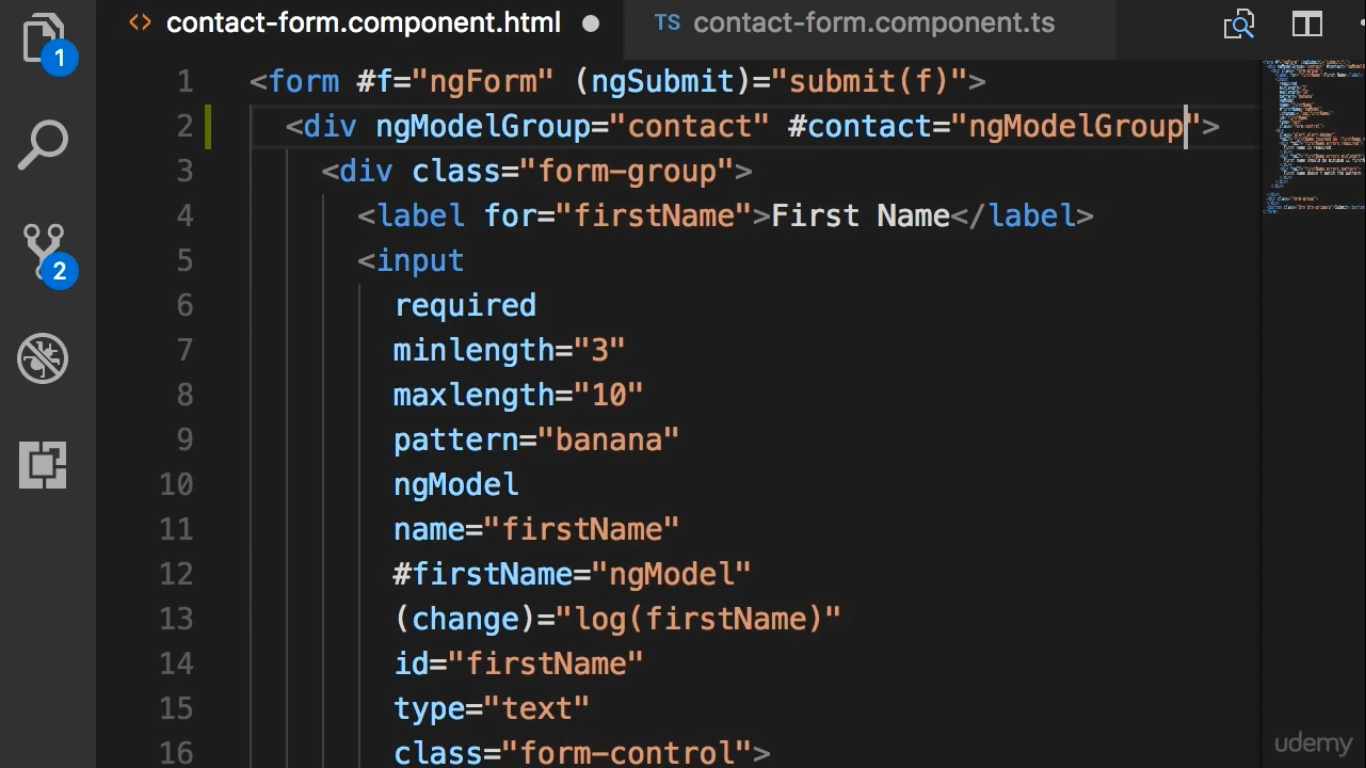 <> contact-form.component.html ● TS contact-form.component.ts
1
1 <form #f="ngForm" (ngSubmit)="submit(f)">
2 <div ngModelGroup="contact" #contact="ngModelGroup">
3 <div class="form-group">
4 <label for="firstName">First Name</label>
5 <input
2
6 required
7 minlength="3"
8 maxlength="10"
9 pattern="banana"
10 ngModel
11 name="firstName"
12 #firstName="ngModel"
13 (change)="log(firstName)"
14 id="firstName"
15 type="text"
16 class="form-control">
udemy